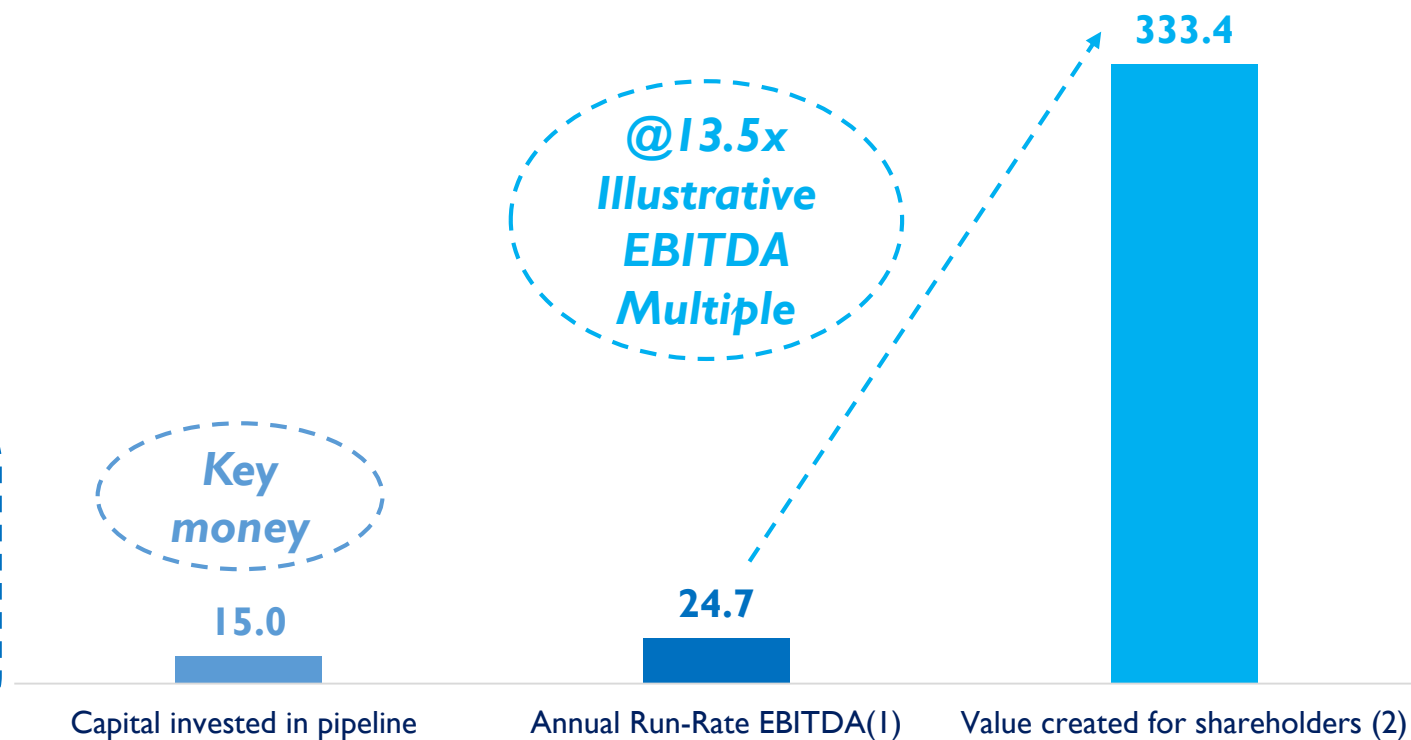 333.4
@13.5x
Illustrative
EBITDA
Multiple
Key
money
15.0
24.7
Capital invested in pipeline
Annual Run-Rate EBITDA(1)
Value created for shareholders (2)